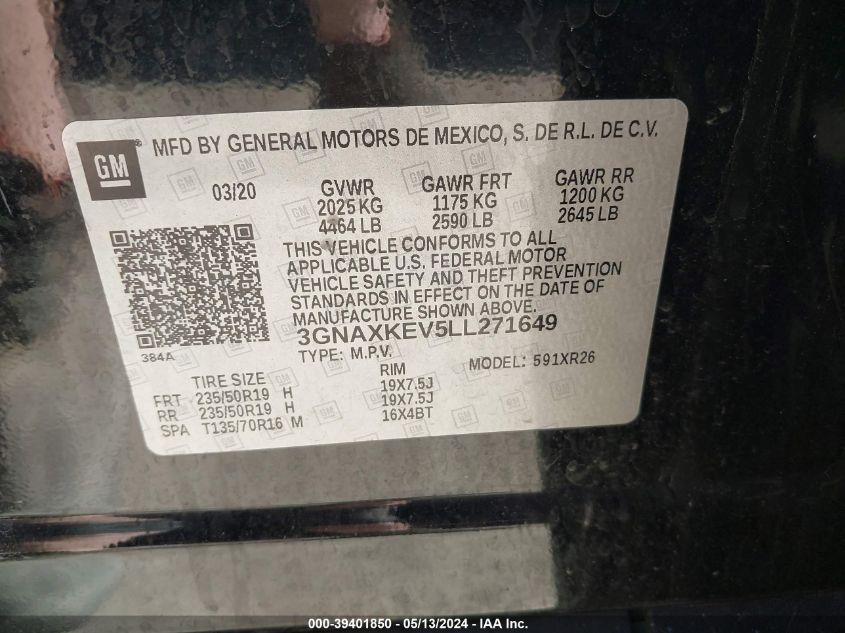 GM ® MFD BY GENERAL MOTORS DE MEXICO, S. DE R.L. DE C.V.
03/20 GVWR GAWR FRT GAWR RR
2025 KG 1175 KG 1200 KG
4464 LB 2590 LB 2645 LB
THIS VEHICLE CONFORMS TO ALL
APPLICABLE U.S. FEDERAL MOTOR
VEHICLE SAFETY AND THEFT PREVENTION
STANDARDS IN EFFECT ON THE DATE OF
MANUFACTURE SHOWN ABOVE.
3GNAXKEV5LL271649
384A
TYPE: M.P.V. MODEL: 591XR26
TIRE SIZE RIM
FRT 235/50R19 H 19X7.5J
RR 235/50R19 H 19X7.5J
SPA T135/70R16 M 16X4BT
000-39401850 - 05/13/2024 - IAA Inc.